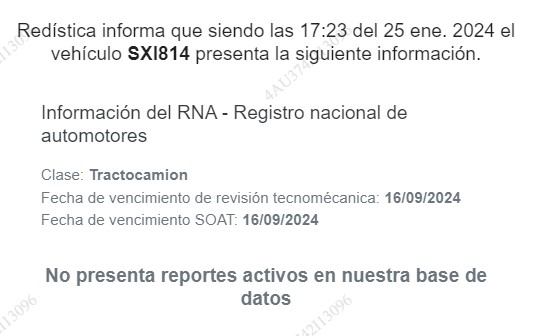 Redística informa que siendo las 17:23 del 25 ene. 2024 el
vehículo SXI814 presenta la siguiente información.
Información del RNA - Registro nacional de
automotores
Clase: Tractocamion
Fecha de vencimiento de revisión tecnomécanica: 16/09/2024
Fecha de vencimiento SOAT: 16/09/2024
No presenta reportes activos en nuestra base de
datos